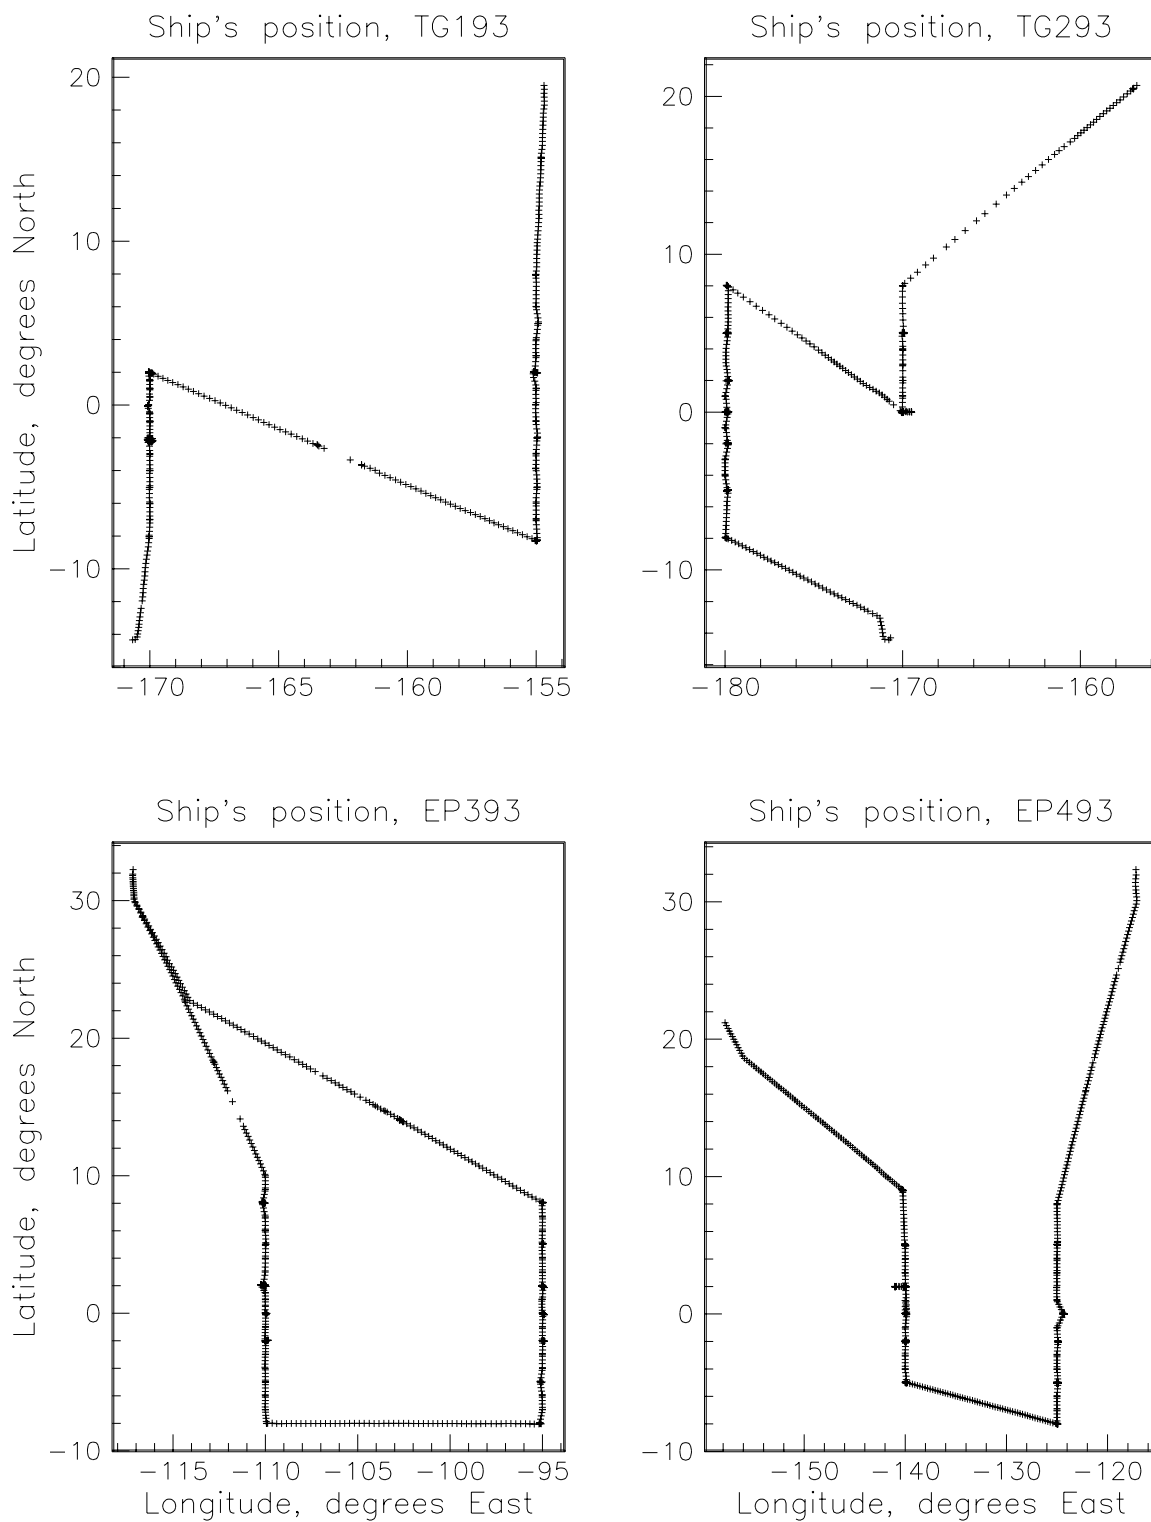 Ship's position, TG193
Latitude, degrees North
20
10
0
−10
−170 −165 −160 −155
Ship's position, TG293
20
10
0
−10
−180 −170 −160
Ship's position, EP393
Latitude, degrees North
30
20
10
0
−10
−115 −110 −105 −100 −95
Longitude, degrees East
Ship's position, EP493
30
20
10
0
−10
−150 −140 −130 −120
Longitude, degrees East